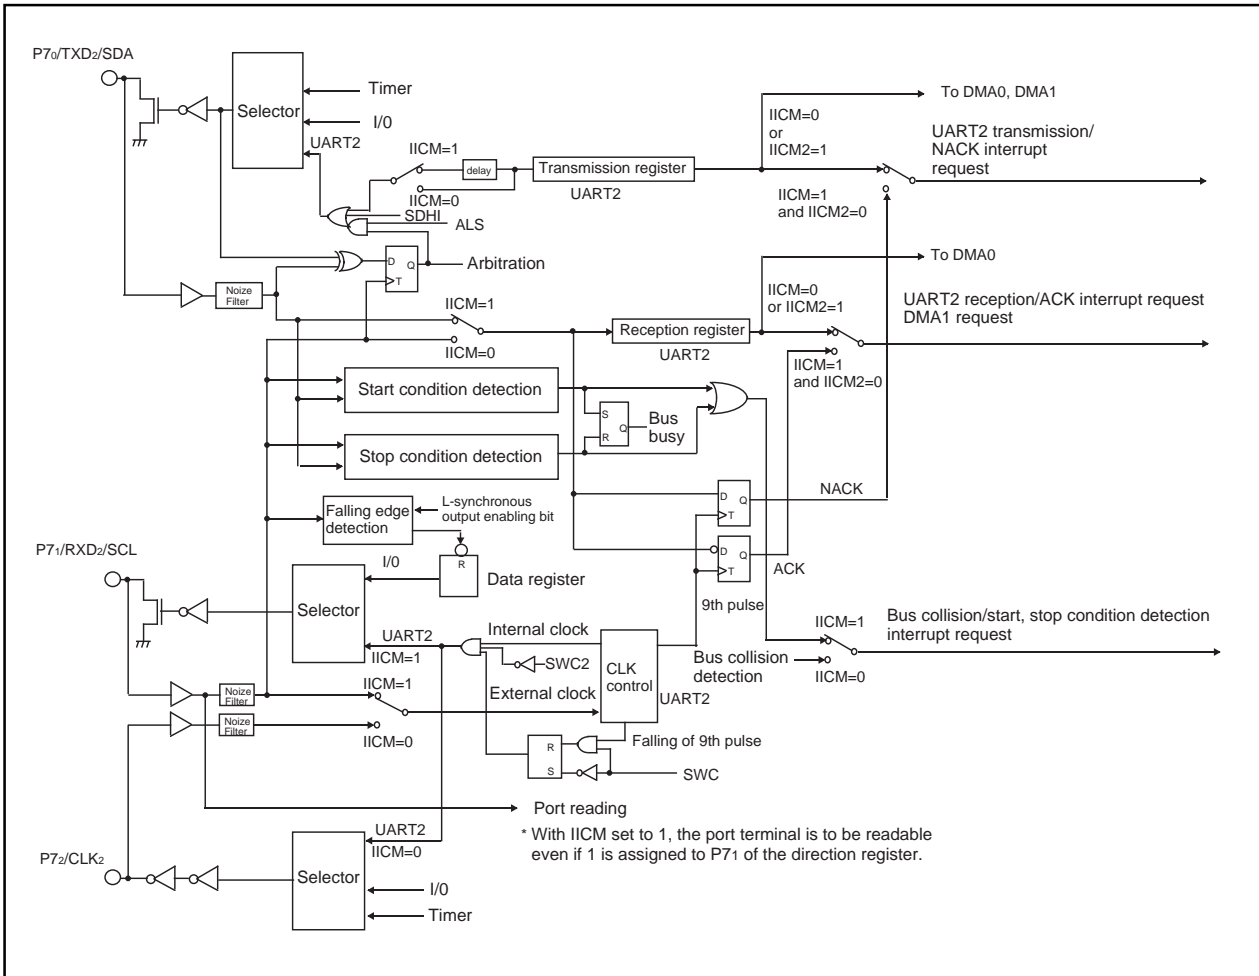 P70/TXD2/SDA
Selector
Timer
I/0
UART2
IICM=1
delay
IICM=0
Transmission register
UART2
SDHI
ALS
To DMA0, DMA1
IICM=0
or
IICM2=1
UART2 transmission/
NACK interrupt
request
IICM=1
and IICM2=0
D
Q
T
Arbitration
Noize
Filter
IICM=1
IICM=0
Reception register
UART2
To DMA0
IICM=0
or IICM2=1
UART2 reception/ACK interrupt request
DMA1 request
IICM=1
and IICM2=0
Start condition detection
S
Q
R
Bus
busy
Stop condition detection
NACK
D
Q
T
Falling edge
detection
L-synchronous
output enabling bit
D
Q
T
ACK
9th pulse
P71/RXD2/SCL
I/0
R
Data register
Selector
UART2
IICM=1
Internal clock
SWC2
CLK
control
UART2
External clock
Bus collision
detection
IICM=1
IICM=0
Bus collision/start, stop condition detection
interrupt request
Noize
Filter
IICM=1
Noize
Filter
IICM=0
Falling of 9th pulse
R
S
SWC
Port reading
* With IICM set to 1, the port terminal is to be readable
even if 1 is assigned to P71 of the direction register.
P72/CLK2
UART2
IICM=0
Selector
I/0
Timer